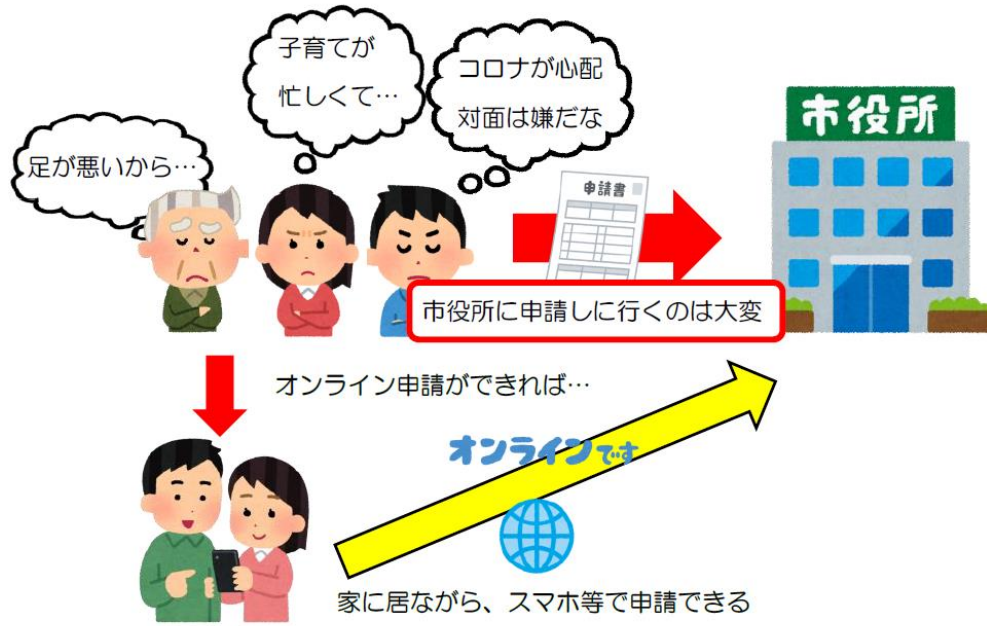 子育てが
忙しくて…
コロナが心配
対面は嫌だな
足が悪いから…
市役所
申請書
市役所に申請しに行くのは大変
オンライン申請ができれば…
オンラインです
家に居ながら、スマホ等で申請できる